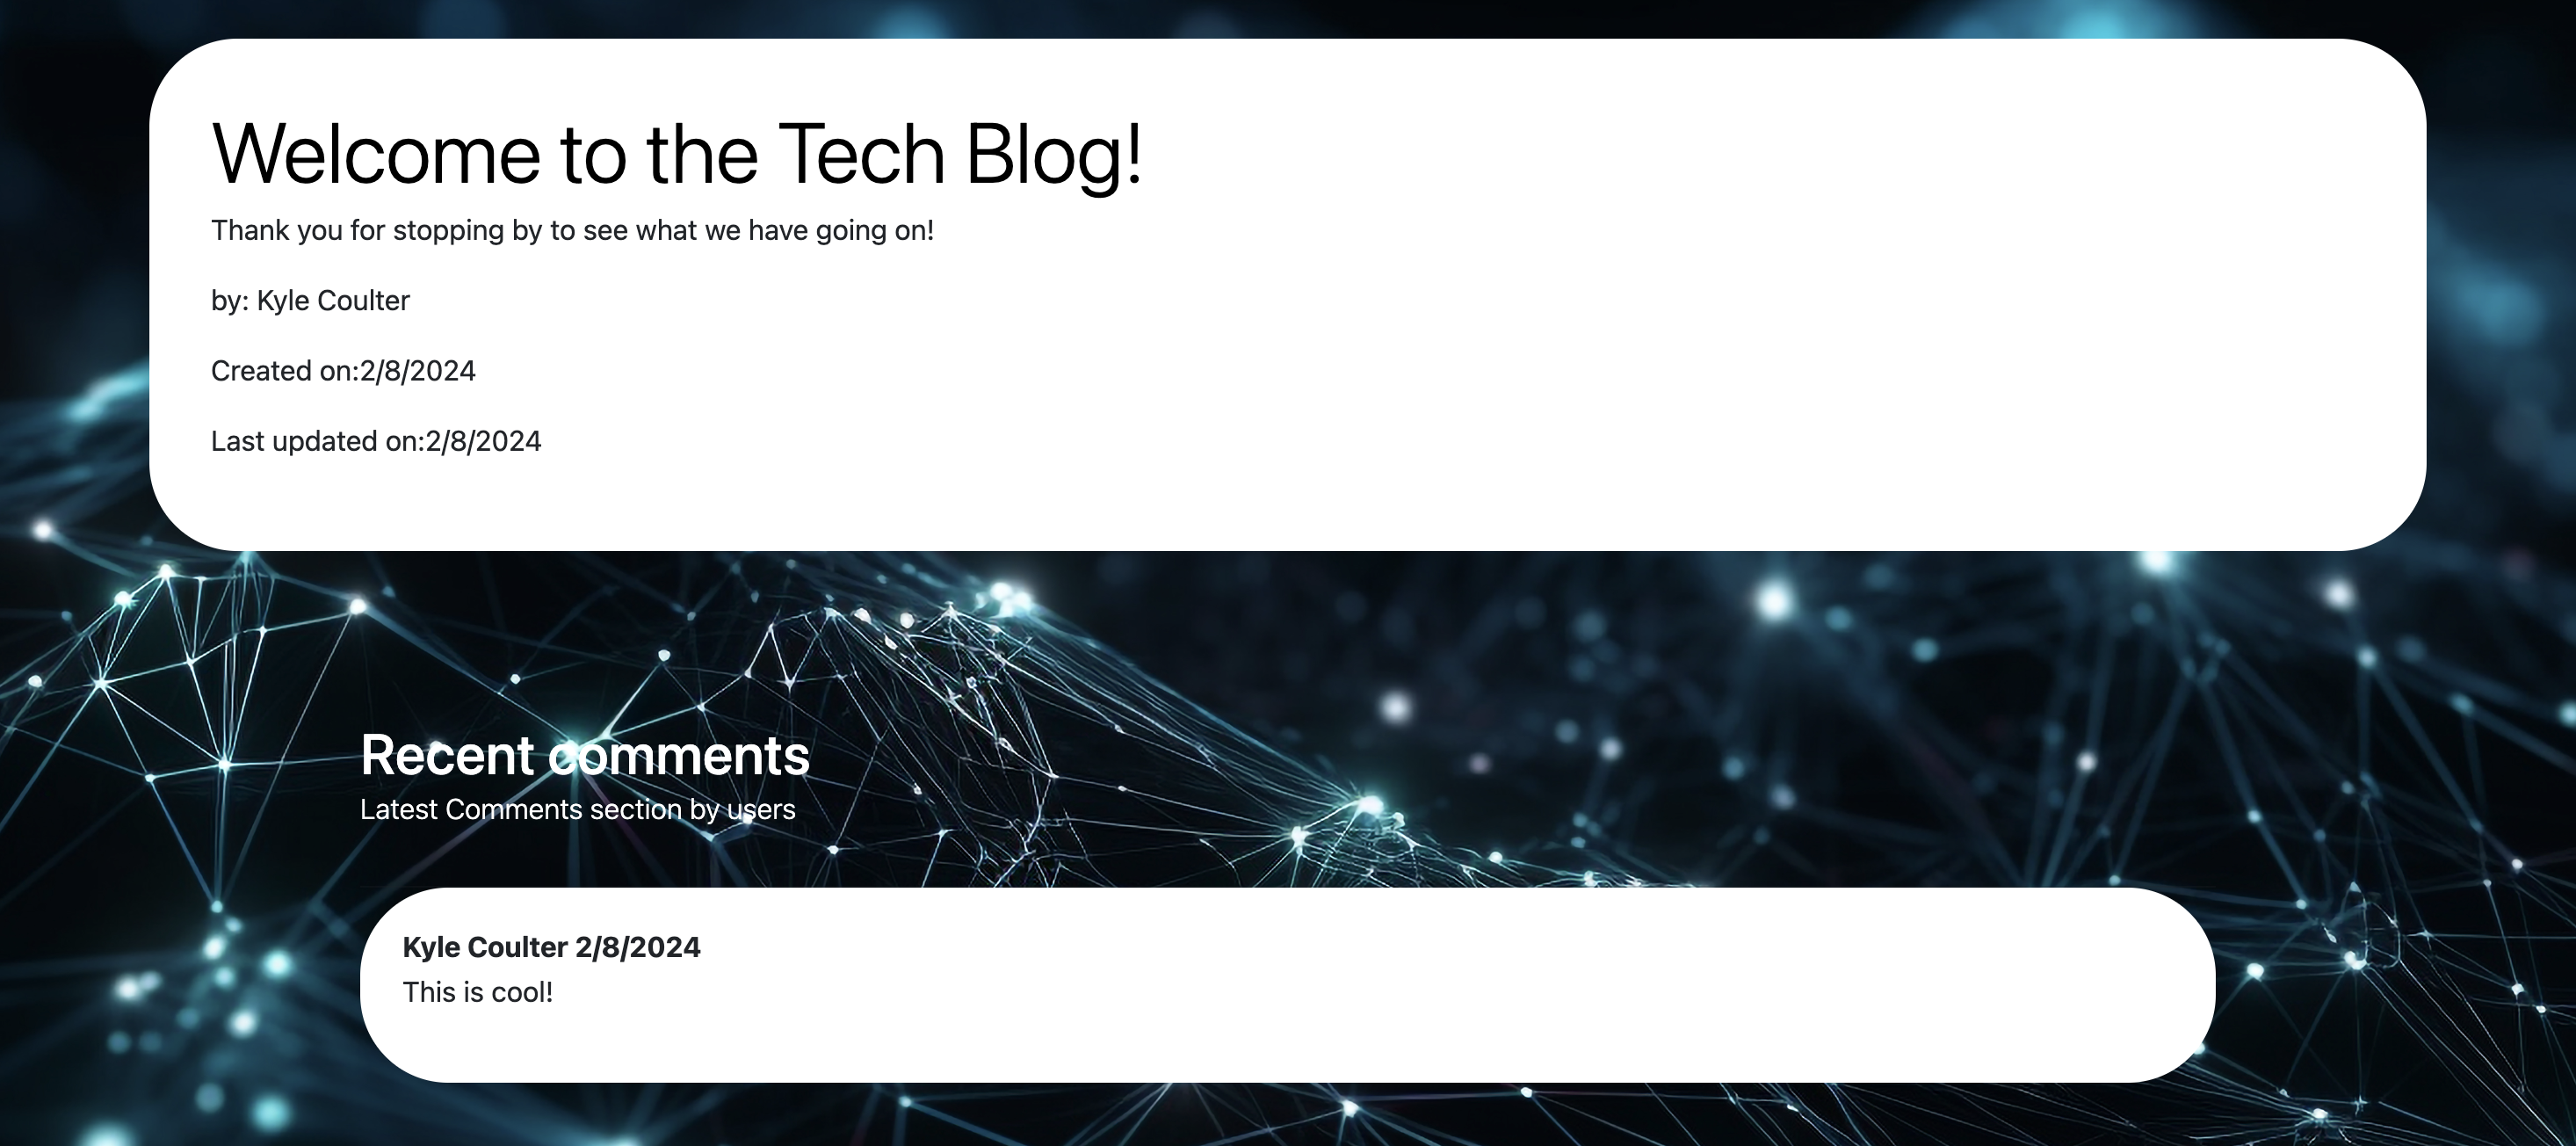 Welcome to the Tech Blog!
Thank you for stopping by to see what we have going on!
by: Kyle Coulter
Created on:2/8/2024
Last updated on:2/8/2024
Recent comments
Latest Comments section by users
Kyle Coulter 2/8/2024
This is cool!